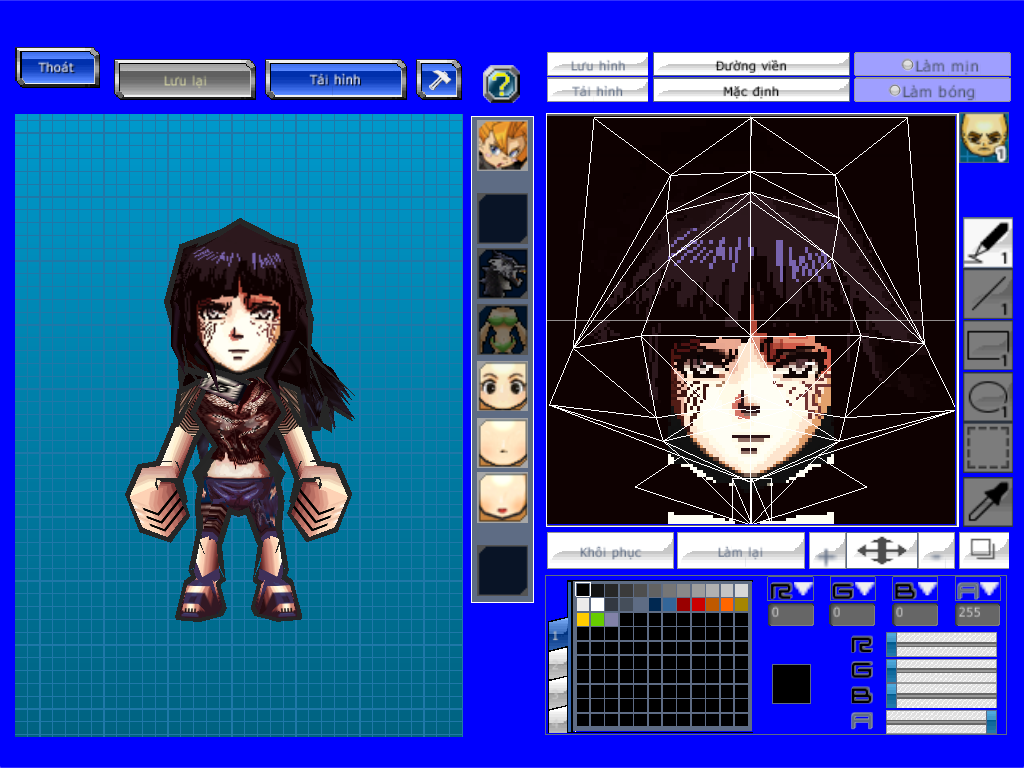 Thoát
Lưu lại
Tải hình
?
Lưu hình
Đường viền
Làm mịn
Tải hình
Mặc định
Làm bóng
1
1
1
1
1
Khôi phục
Làm lại
+
-
R
G
B
A
0
0
0
255
1
R
G
B
A